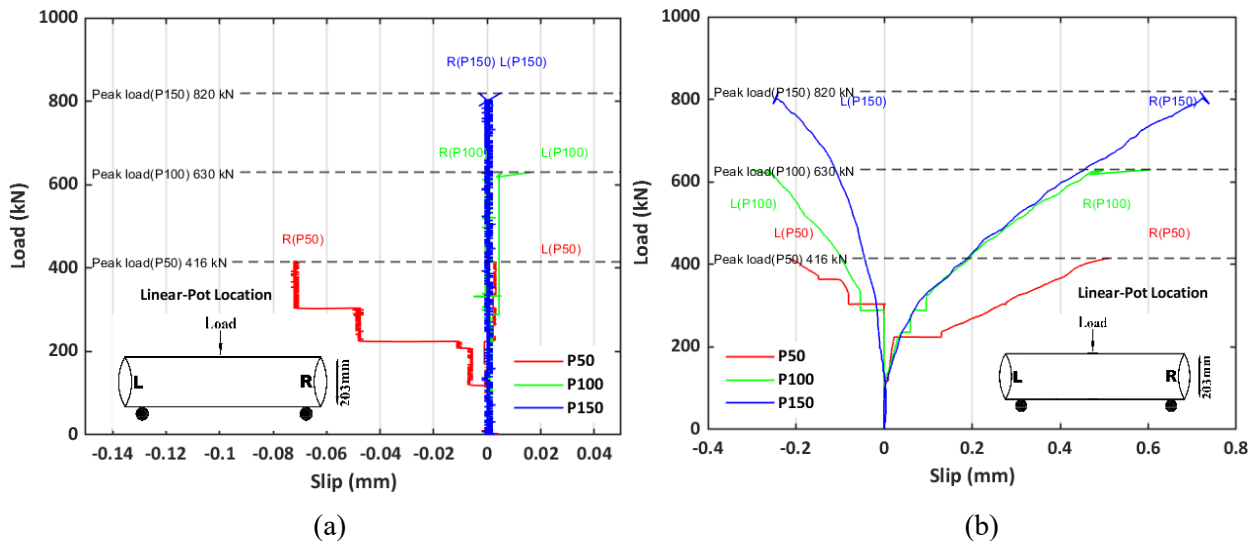 1000
800
600
400
200
0
Load (kN)
R(P150) L(P150)
Peak load(P150) 820 kN
R(P100)
L(P100)
Peak load(P100) 630 kN
R(P50)
L(P50)
Peak load(P50) 416 kN
Linear-Pot Location
Load
L
R
203mm
P50
P100
P150
-0.14 -0.12 -0.1 -0.08 -0.06 -0.04 -0.02 0 0.02 0.04
Slip (mm)
(a)
1000
800
600
400
200
0
Load (kN)
Peak load(P150) 820 kN
L(P150)
R(P150)
Peak load(P100) 630 kN
L(P100)
R(P100)
L(P50)
R(P50)
Peak load(P50) 416 kN
Linear-Pot Location
Load
L
R
203mm
P50
P100
P150
-0.4 -0.2 0 0.2 0.4 0.6 0.8
Slip (mm)
(b)